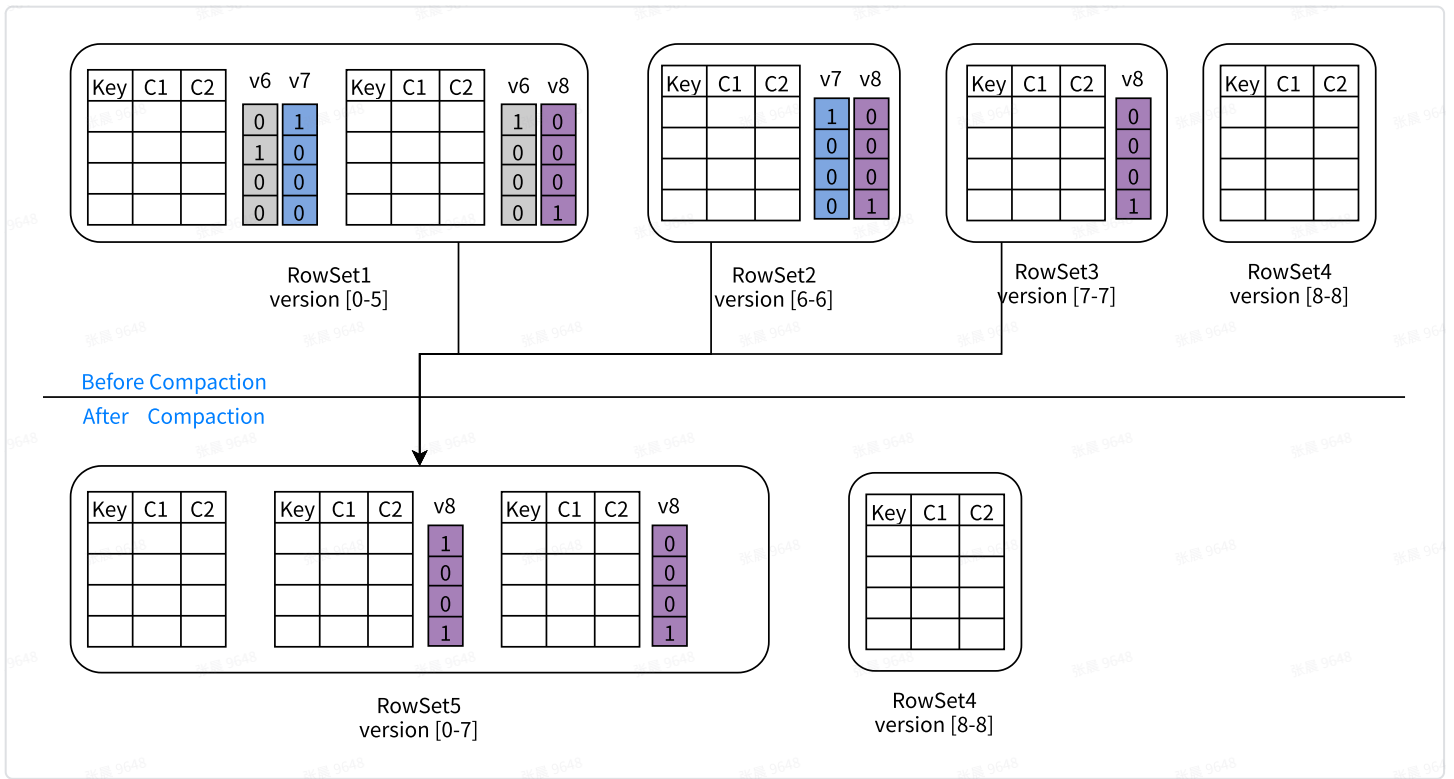 Key C1 C2
v6 v7
0 1
1 0
0 0
0 0
Key C1 C2
v6 v8
1 0
0 0
0 0
0 1
RowSet1
version [0-5]
Key C1 C2
v7 v8
1 0
0 0
0 0
0 1
RowSet2
version [6-6]
Key C1 C2
v8
0
0
0
1
RowSet3
version [7-7]
Key C1 C2
RowSet4
version [8-8]
Before Compaction
After Compaction
Key C1 C2
Key C1 C2
v8
1
0
0
1
Key C1 C2
v8
0
0
0
1
RowSet5
version [0-7]
Key C1 C2
RowSet4
version [8-8]
张晨 9648